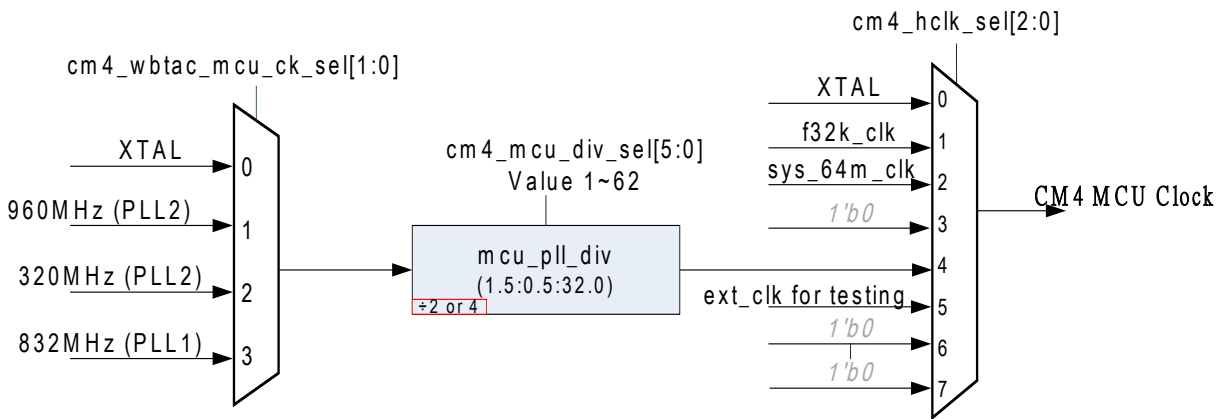 cm4_hclk_sel[2:0]
cm4_wbtac_mcu_ck_sel[1:0]
XTAL
0
960MHz (PLL2)
1
320MHz (PLL2)
2
832MHz (PLL1)
3
cm4_mcu_div_sel[5:0]
Value 1~62
mcu_pll_div
(1.5:0.5:32.0)
÷2 or 4
XTAL
0
f32k_clk
1
sys_64m_clk
2
1'b0
3
4
ext_clk for testing
5
1'b0
6
1'b0
7
CM4 MCU Clock